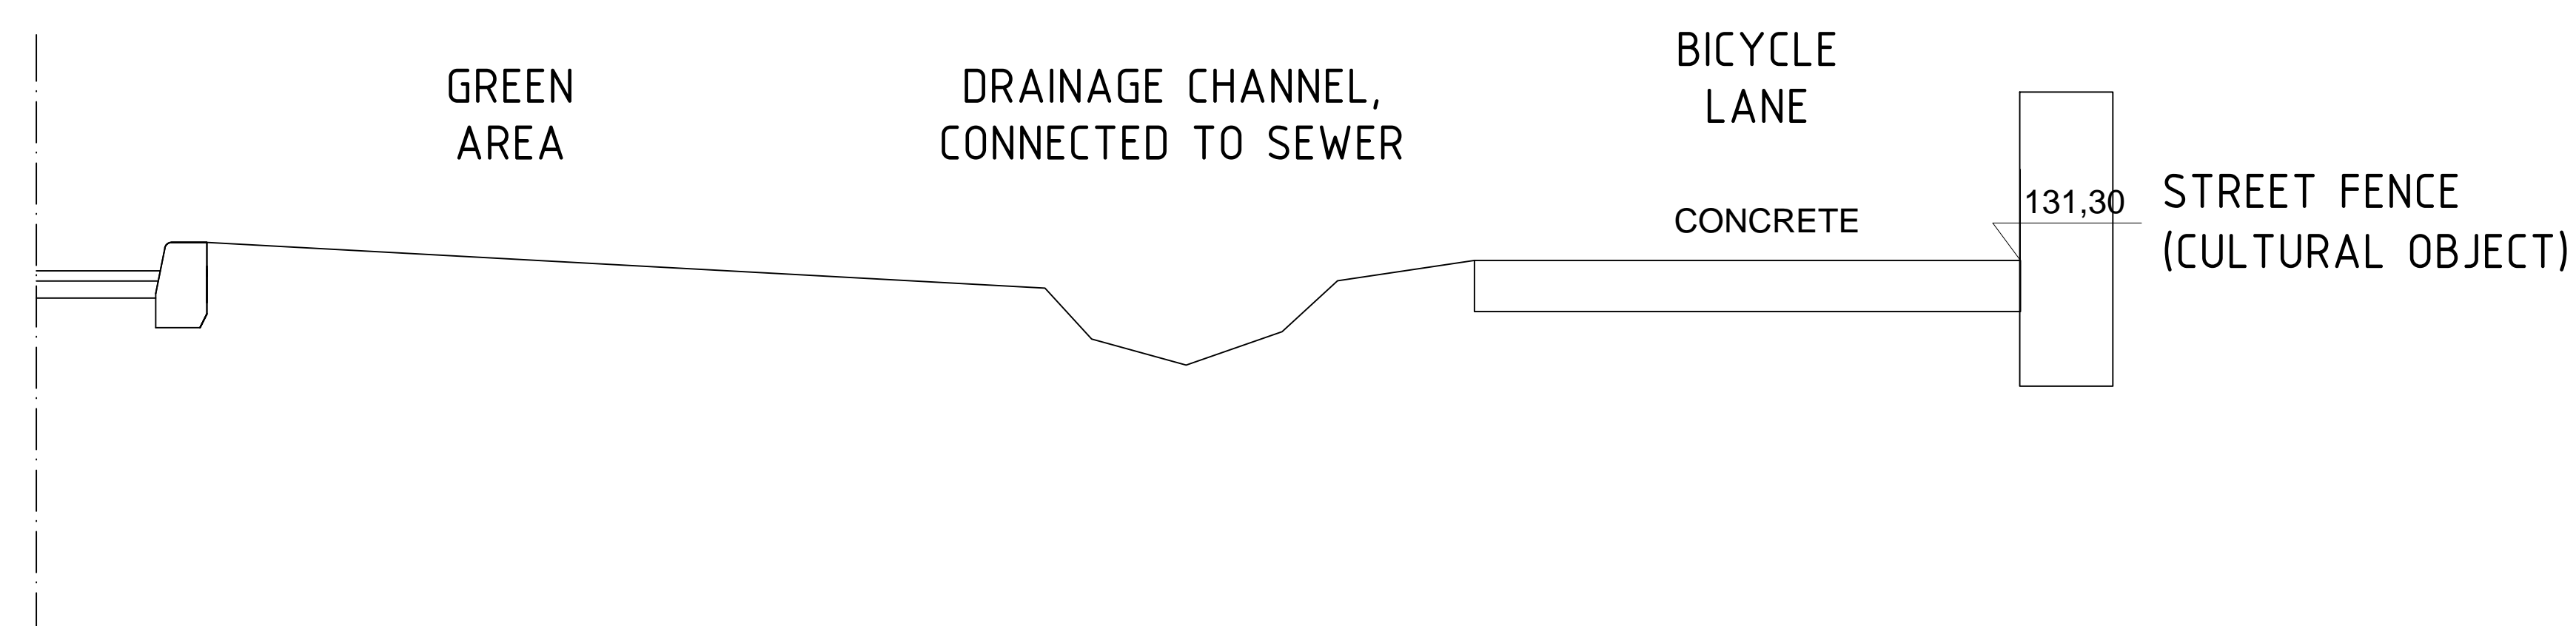 GREEN
AREA
DRAINAGE CHANNEL,
CONNECTED TO SEWER
BICYCLE
LANE
CONCRETE
131,30
STREET FENCE
(CULTURAL OBJECT)